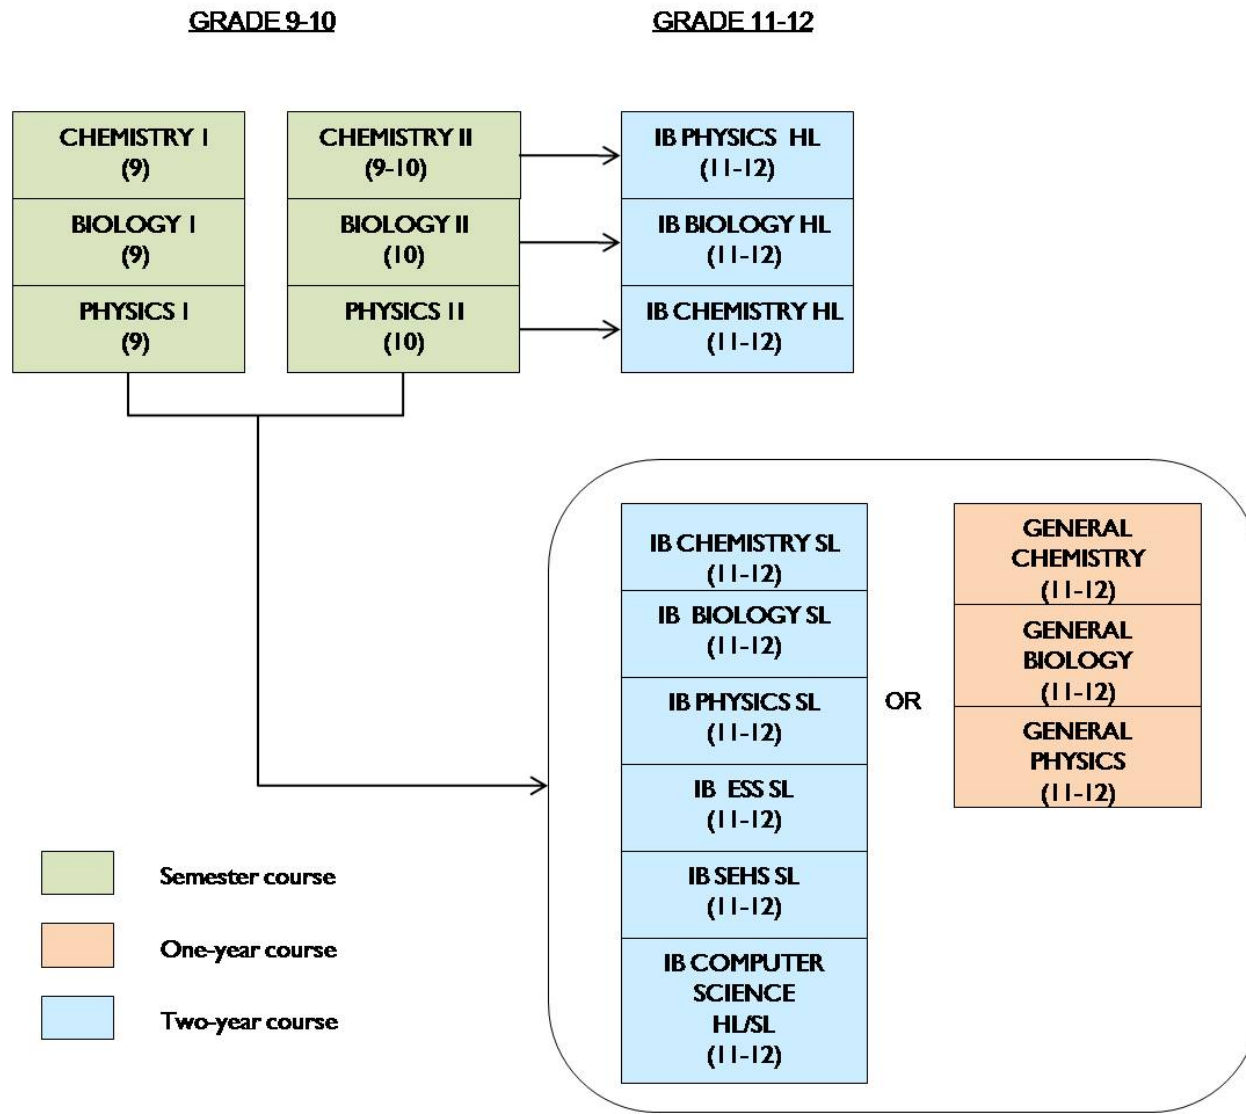 GRADE 9-10
GRADE 11-12
CHEMISTRY I
(9)
BIOLOGY I
(9)
PHYSICS I
(9)
CHEMISTRY II
(9-10)
BIOLOGY II
(10)
PHYSICS II
(10)
IB PHYSICS HL
(11-12)
IB BIOLOGY HL
(11-12)
IB CHEMISTRY HL
(11-12)
IB CHEMISTRY SL
(11-12)
IB BIOLOGY SL
(11-12)
IB PHYSICS SL
(11-12)
IB ESS SL
(11-12)
IB SEHS SL
(11-12)
IB COMPUTER
SCIENCE
HL/SL
(11-12)
OR
GENERAL
CHEMISTRY
(11-12)
GENERAL
BIOLOGY
(11-12)
GENERAL
PHYSICS
(11-12)
Semester course
One-year course
Two-year course